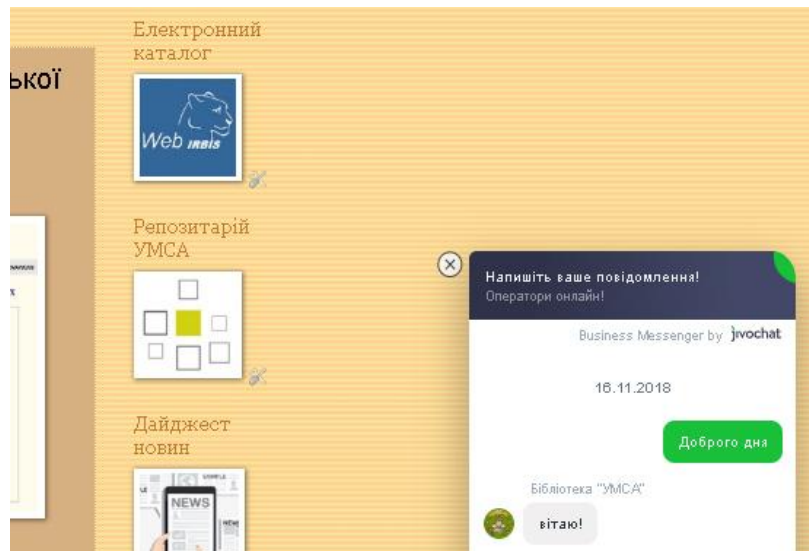 ької
Електронний
каталог
Web ІRBIS
Репозитарій
УМСА
Дайджест
новин
NEWS
Напишіть ваше повідомлення!
Оператори онлайн!
Business Messenger by jivochat
16.11.2018
Доброго дня
Бібліотека "УМСА"
вітаю!